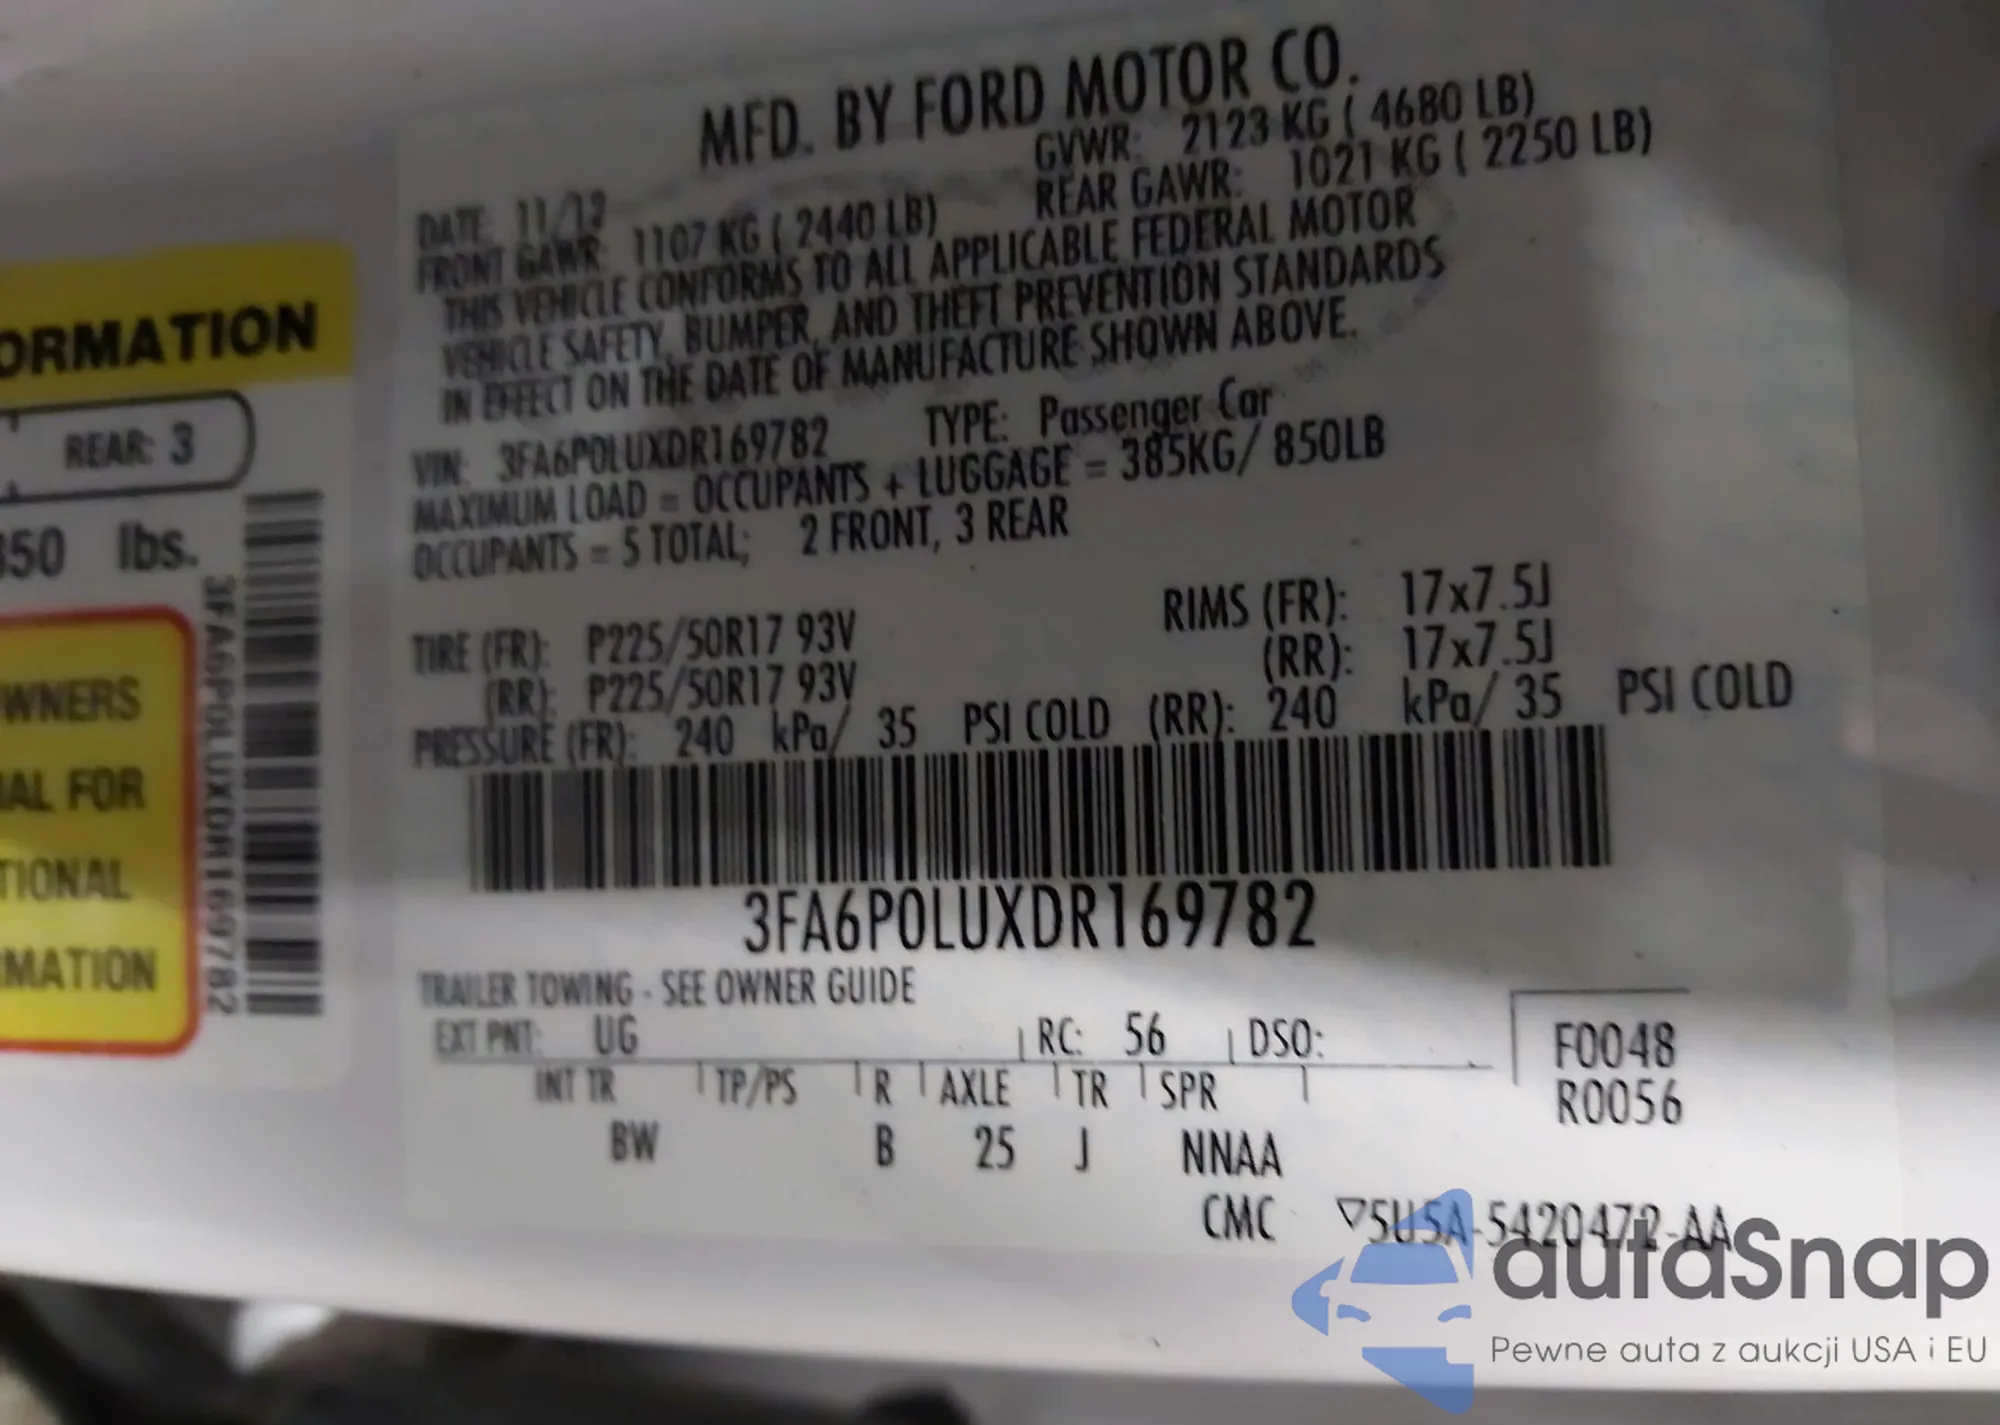 MFD. BY FORD MOTOR CO.
DATE: 11/12 GVWR: 2123 KG ( 4680 LB)
FRONT GAWR: 1107 KG ( 2440 LB) REAR GAWR: 1021 KG ( 2250 LB)
THIS VEHICLE CONFORMS TO ALL APPLICABLE FEDERAL MOTOR
VEHICLE SAFETY, BUMPER, AND THEFT PREVENTION STANDARDS
IN EFFECT ON THE DATE OF MANUFACTURE SHOWN ABOVE.
VIN: 3FA6P0LUXDR169782 TYPE: Passenger Car
MAXIMUM LOAD = OCCUPANTS + LUGGAGE = 385KG/ 850LB
OCCUPANTS = 5 TOTAL; 2 FRONT, 3 REAR
TIRE (FR): P225/50R17 93V RIMS (FR): 17x7.5J
(RR): P225/50R17 93V (RR): 17x7.5J
PRESSURE (FR): 240 kPa/ 35 PSI COLD (RR): 240 kPa/ 35 PSI COLD
3FA6P0LUXDR169782
TRAILER TOWING - SEE OWNER GUIDE
EXT PNT: UG RC: 56 DSO: F0048
R0056
INT TR TP/PS R AXLE TR SPR
BW B 25 J NNAA
CMC ▽5U5A-5420472-AA
ORMATION
REAR: 3
850 lbs.
3FA6P0LUXDR169782
WNERS
AL FOR
TIONAL
MATION
autaSnap
Pewne auta z aukcji USA i EU